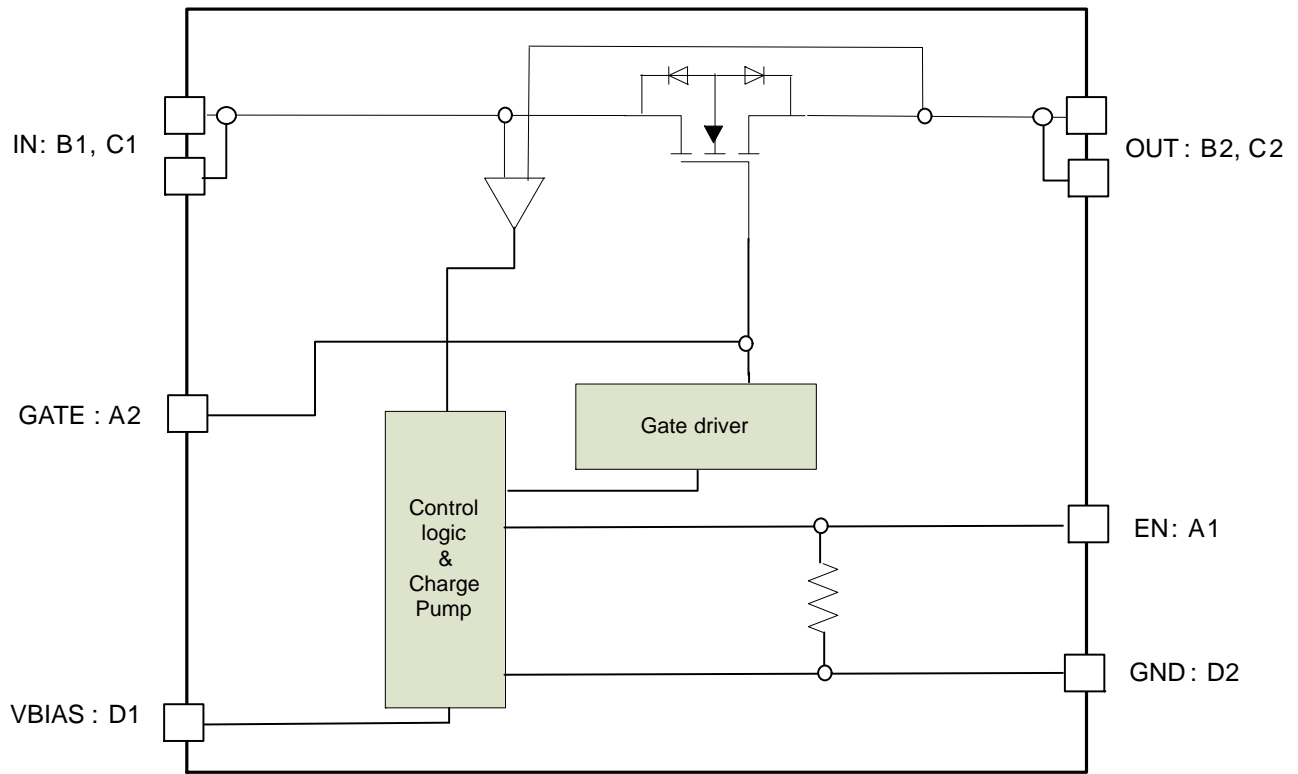 IN: B1, C1
OUT : B2, C2
GATE : A2
Gate driver
Control
logic
&
Charge
Pump
EN: A1
GND : D2
VBIAS : D1